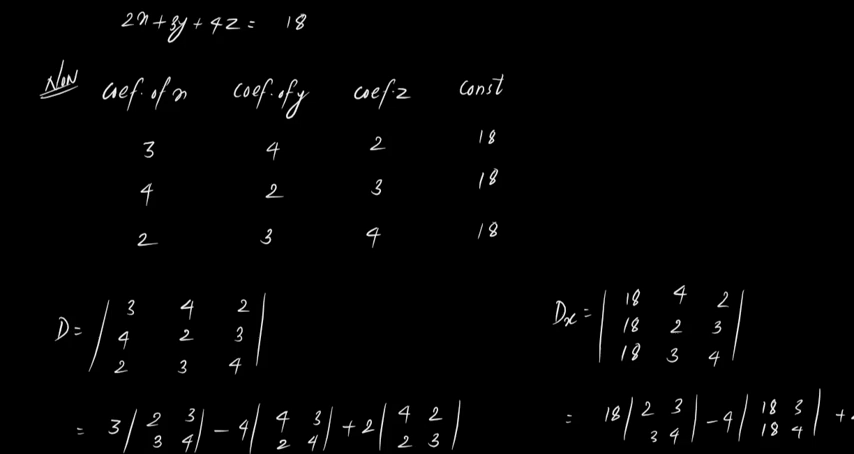 2x+3y+4z = 18
Now coef. of x coef. of y coef. z const
3 4 2 18
4 2 3 18
2 3 4 18
D = | 3 4 2 |
| 4 2 3 |
| 2 3 4 |
= 3 | 2 3 | - 4 | 4 3 | + 2 | 4 2 |
| 3 4 | | 2 4 | | 2 3 |
Dx = | 18 4 2 |
| 18 2 3 |
| 18 3 4 |
= 18 | 2 3 | - 4 | 18 3 | +
| 3 4 | | 18 4 |